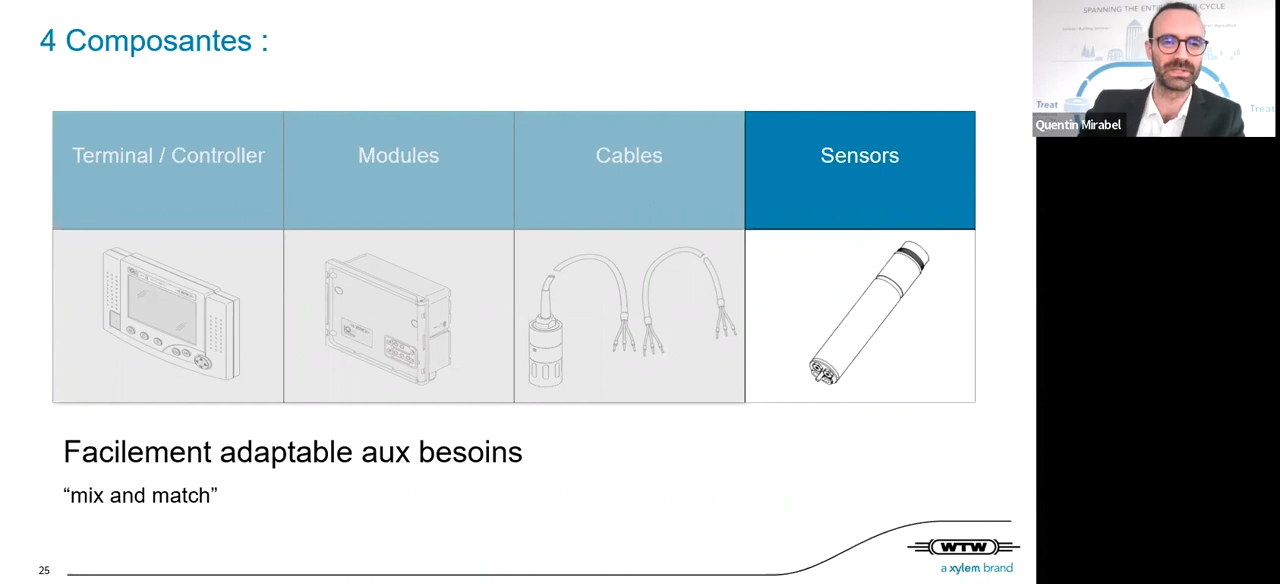 4 Composantes :
SPANNING THE ENTI CYCLE
Treat
Treat
Quentin Mirabel
Terminal / Controller
Modules
Cables
Sensors
Facilement adaptable aux besoins
“mix and match”
WTW
a xylem brand
25